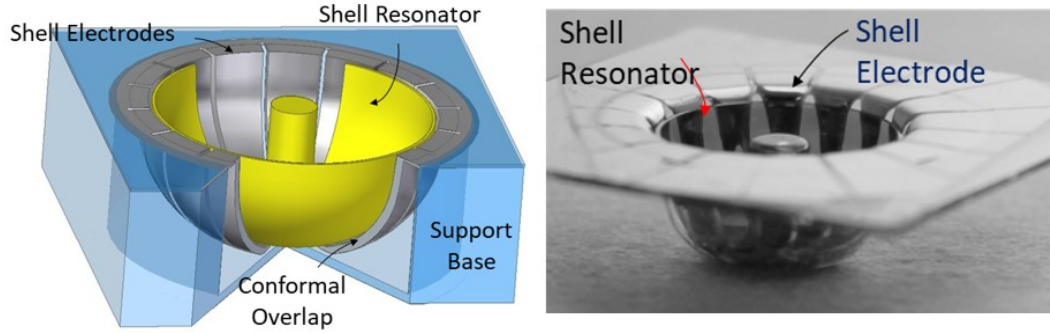 Shell Resonator
Shell Electrodes
Support
Base
Conformal
Overlap
Shell
Resonator
Shell
Electrode